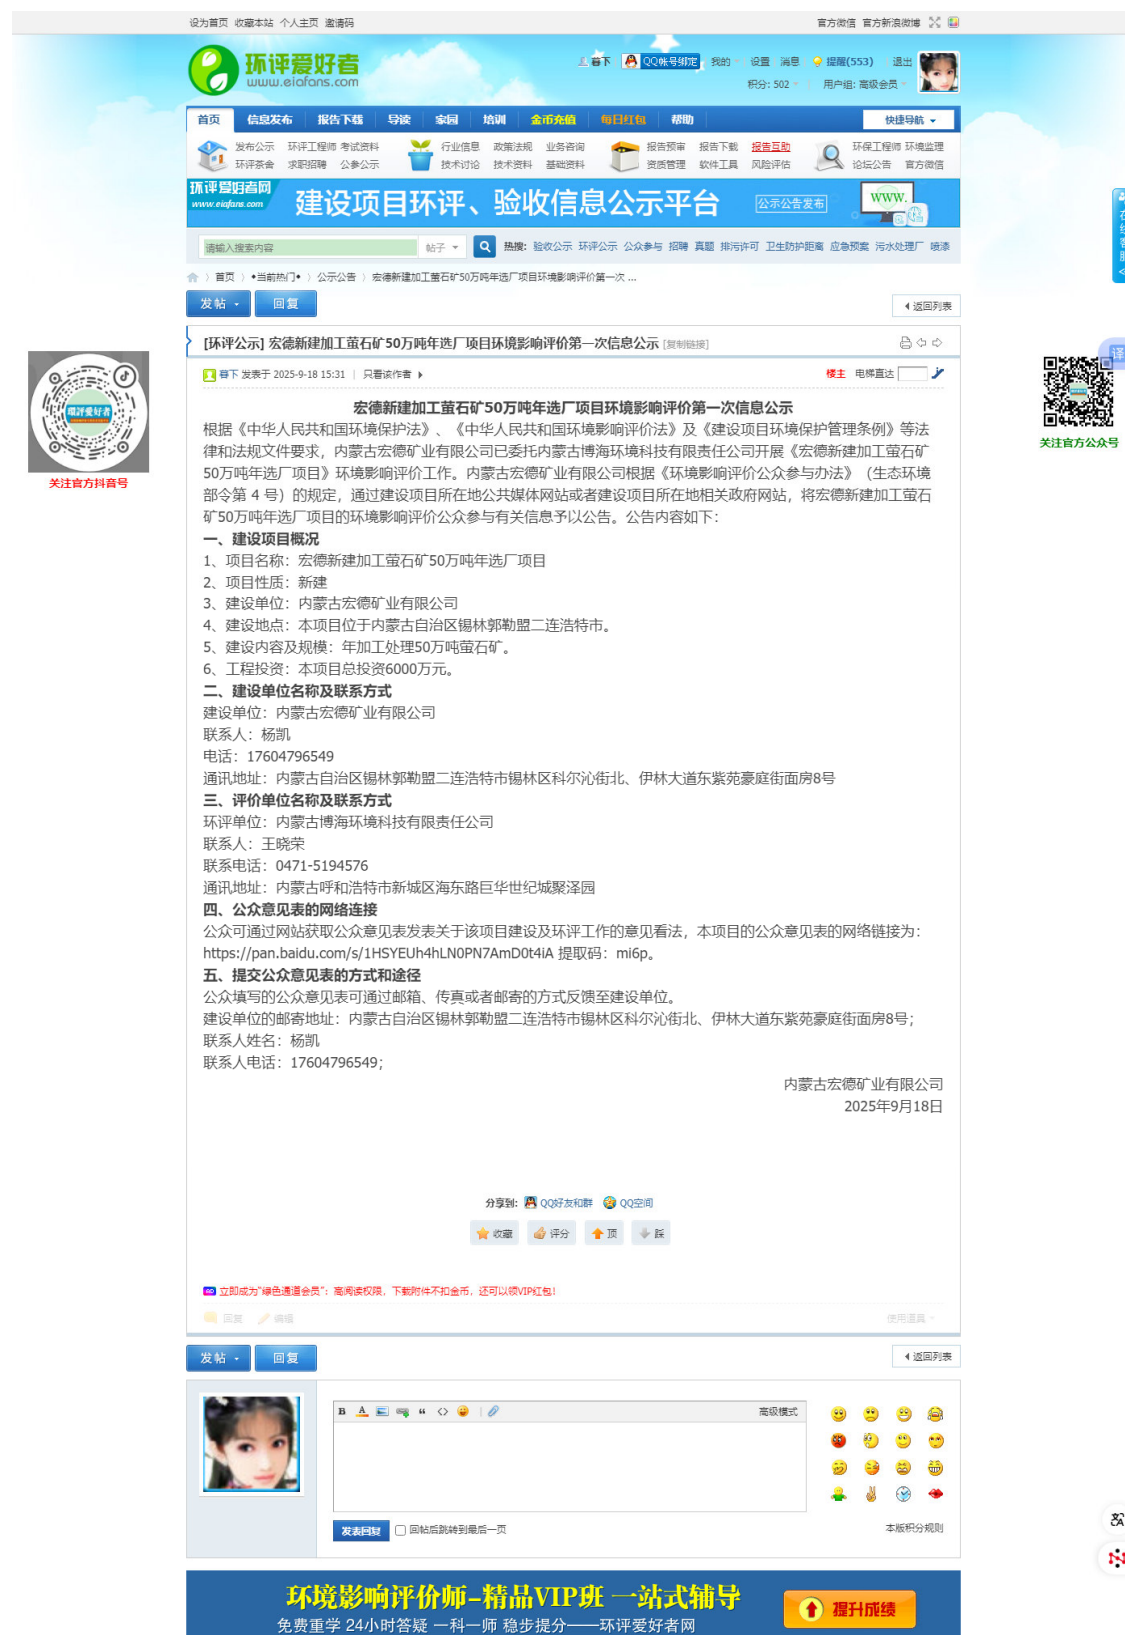 设为首页 收藏本站 个人主页 邀请码
官方微信 官方新浪微博
环评爱好者
www.eiafans.com
暮下 QQ帐号绑定 我的 设置 消息 提醒(553) 退出
积分: 502 用户组: 高级会员
首页 信息发布 报告下载 导读 家园 培训 金币充值 每日红包 帮助 快捷导航
发布公示 环评工程师 考试资料 行业信息 政策法规 业务咨询 报告预审 报告下载 报告互助 环保工程师 环境监理
环评茶舍 求职招聘 公参公示 技术讨论 技术资料 基础资料 资质管理 软件工具 风险评估 论坛公告 官方微信
环评爱好者网
www.eiafans.com
建设项目环评、验收信息公示平台
公示公告发布
www.
请输入搜索内容 帖子 热搜: 验收公示 环评公示 公众参与 招聘 真题 排污许可 卫生防护距离 应急预案 污水处理厂 喷漆
在线客服
首页 〉 •当前热门• 〉 公示公告 〉 宏德新建加工萤石矿50万吨年选厂项目环境影响评价第一次 ...
发帖 回复 返回列表
[环评公示] 宏德新建加工萤石矿50万吨年选厂项目环境影响评价第一次信息公示 [复制链接]
译
環評愛好者
关注官方抖音号
关注官方公众号
暮下 发表于 2025-9-18 15:31 | 只看该作者 楼主 电梯直达
宏德新建加工萤石矿50万吨年选厂项目环境影响评价第一次信息公示
根据《中华人民共和国环境保护法》、《中华人民共和国环境影响评价法》及《建设项目环境保护管理条例》等法
律和法规文件要求，内蒙古宏德矿业有限公司已委托内蒙古博海环境科技有限责任公司开展《宏德新建加工萤石矿
50万吨年选厂项目》环境影响评价工作。内蒙古宏德矿业有限公司根据《环境影响评价公众参与办法》（生态环境
部令第 4 号）的规定，通过建设项目所在地公共媒体网站或者建设项目所在地相关政府网站，将宏德新建加工萤石
矿50万吨年选厂项目的环境影响评价公众参与有关信息予以公告。公告内容如下：
一、建设项目概况
1、项目名称：宏德新建加工萤石矿50万吨年选厂项目
2、项目性质：新建
3、建设单位：内蒙古宏德矿业有限公司
4、建设地点：本项目位于内蒙古自治区锡林郭勒盟二连浩特市。
5、建设内容及规模：年加工处理50万吨萤石矿。
6、工程投资：本项目总投资6000万元。
二、建设单位名称及联系方式
建设单位：内蒙古宏德矿业有限公司
联系人：杨凯
电话：17604796549
通讯地址：内蒙古自治区锡林郭勒盟二连浩特市锡林区科尔沁街北、伊林大道东紫苑豪庭街面房8号
三、评价单位名称及联系方式
环评单位：内蒙古博海环境科技有限责任公司
联系人：王晓荣
联系电话：0471-5194576
通讯地址：内蒙古呼和浩特市新城区海东路巨华世纪城聚泽园
四、公众意见表的网络连接
公众可通过网站获取公众意见表发表关于该项目建设及环评工作的意见看法，本项目的公众意见表的网络链接为：
https://pan.baidu.com/s/1HSYEUh4hLN0PN7AmD0t4iA 提取码：mi6p。
五、提交公众意见表的方式和途径
公众填写的公众意见表可通过邮箱、传真或者邮寄的方式反馈至建设单位。
建设单位的邮寄地址：内蒙古自治区锡林郭勒盟二连浩特市锡林区科尔沁街北、伊林大道东紫苑豪庭街面房8号；
联系人姓名：杨凯
联系人电话：17604796549；
内蒙古宏德矿业有限公司
2025年9月18日
分享到: QQ好友和群 QQ空间
收藏 评分 顶 踩
AD 立即成为“绿色通道会员”：高阅读权限，下载附件不扣金币，还可以领VIP红包！
回复 编辑 使用道具
发帖 回复 返回列表
B A 高级模式
发表回复 回帖后跳转到最后一页 本版积分规则
环境影响评价师-精品VIP班 一站式辅导
免费重学 24小时答疑 一科一师 稳步提分——环评爱好者网
提升成绩